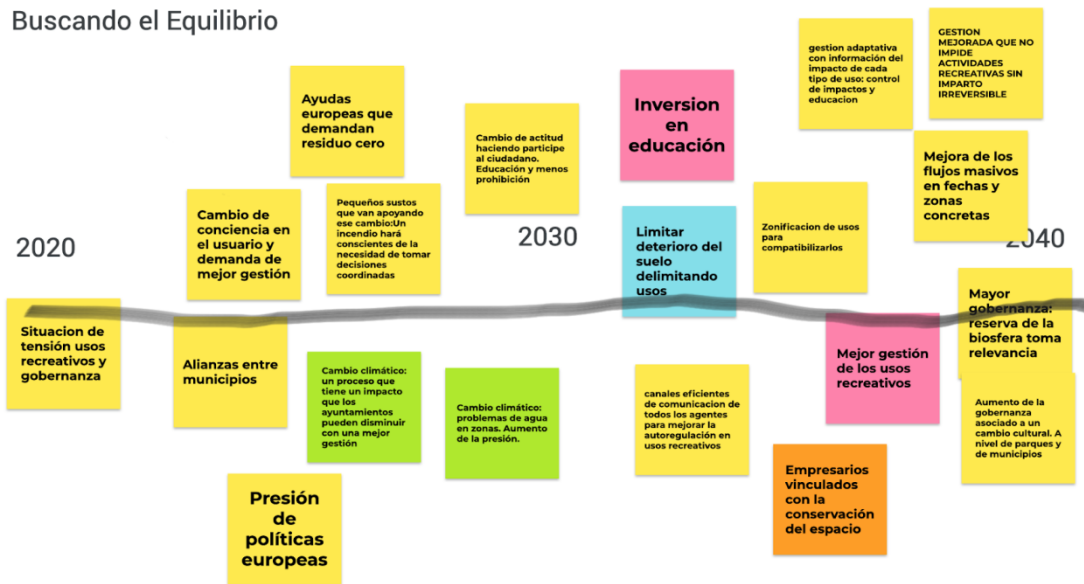 Buscando el Equilibrio
gestion adaptativa
con información del
impacto de cada
tipo de uso: control
de impactos y
educacion
GESTION
MEJORADA QUE NO
IMPIDE
ACTIVIDADES
RECREATIVAS SIN
IMPARTO
IRREVERSIBLE
Ayudas
europeas que
demandan
residuo cero
Inversion
en
educación
Cambio de actitud
haciendo participe
al ciudadano.
Educación y menos
prohibición
Mejora de los
flujos masivos
en fechas y
zonas
concretas
Cambio de
conciencia en
el usuario y
demanda de
mejor gestión
Pequeños sustos
que van apoyando
ese cambio:Un
incendio hará
conscientes de la
necesidad de tomar
decisiones
coordinadas
Zonificacion de usos
para
compatibilizarlos
2020
2030
2040
Limitar
deterioro del
suelo
delimitando
usos
Situacion de
tensión usos
recreativos y
gobernanza
Alianzas entre
municipios
Mayor
gobernanza:
reserva de la
biosfera toma
relevancia
Mejor gestión
de los usos
recreativos
Cambio climático:
un proceso que
tiene un impacto
que los
ayuntamientos
pueden disminuir
con una mejor
gestión
Cambio climático:
problemas de agua
en zonas. Aumento
de la presión.
canales eficientes
de comunicacion de
todos los agentes
para mejorar la
autoregulación en
usos recreativos
Aumento de la
gobernanza
asociado a un
cambio cultural. A
nivel de parques y
de municipios
Presión
de
políticas
europeas
Empresarios
vinculados
con la
conservación
del espacio